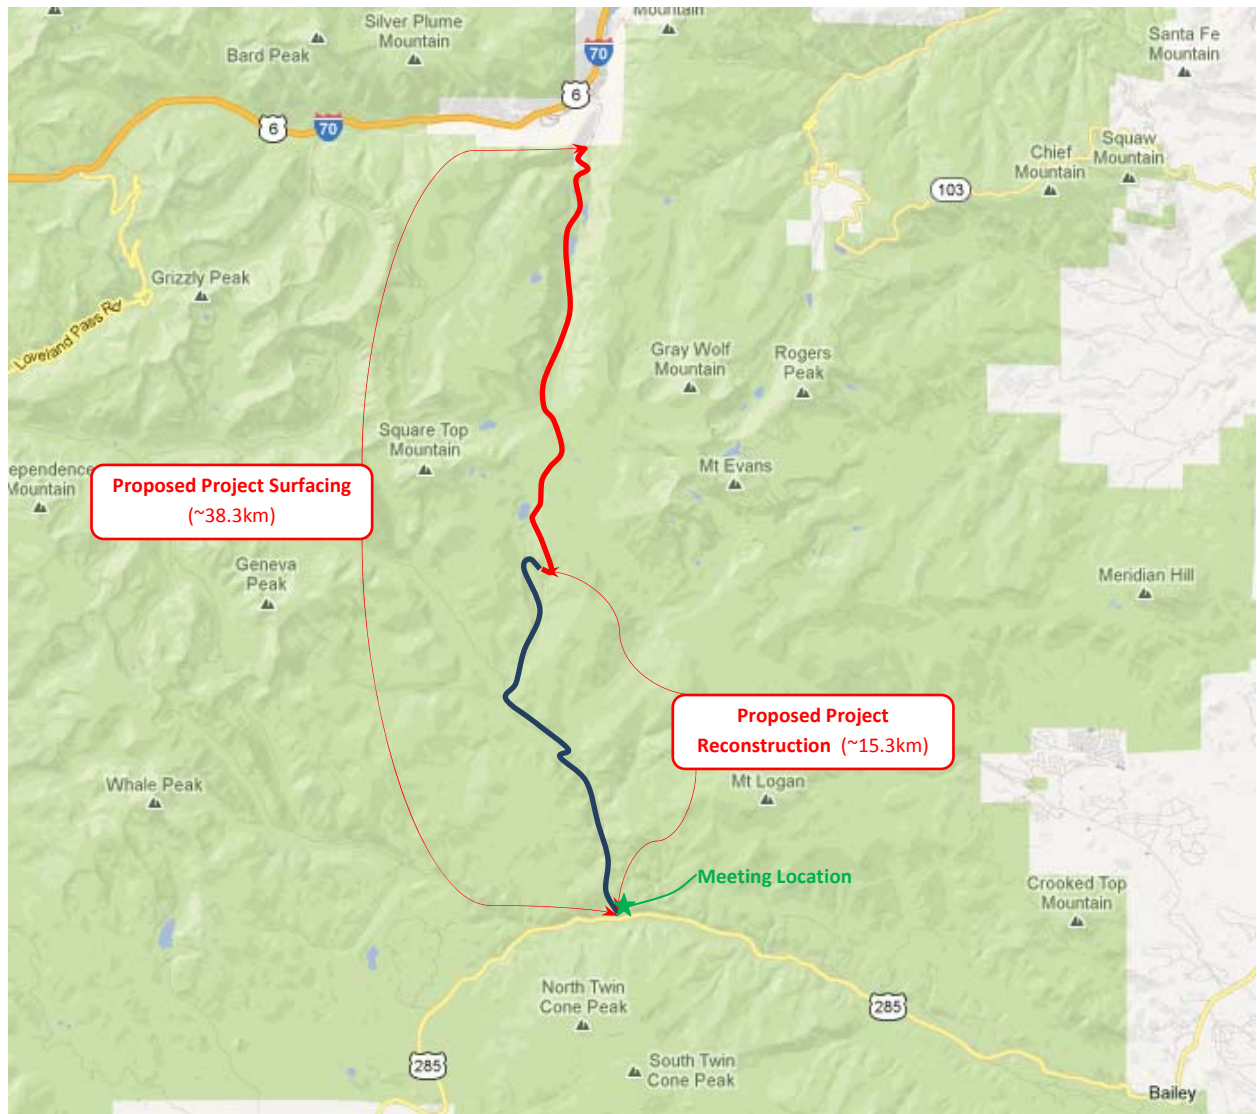 Mountain
Silver Plume
Mountain
Bard Peak
70
6
6
70
Santa Fe
Mountain
Squaw
Mountain
Chief
Mountain
103
Grizzly Peak
Loveland Pass Rd
Gray Wolf
Mountain
Rogers
Peak
Square Top
Mountain
Mt Evans
ependence
Mountain
Proposed Project Surfacing
(~38.3km)
Geneva
Peak
Meridian Hill
Proposed Project
Reconstruction (~15.3km)
Mt Logan
Whale Peak
Meeting Location
Crooked Top
Mountain
North Twin
Cone Peak
285
285
South Twin
Cone Peak
Bailey